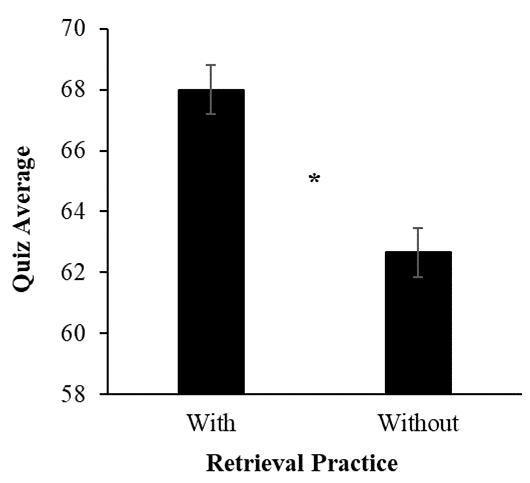 70
68
66
64
62
60
58
Quiz Average
*
With
Without
Retrieval Practice